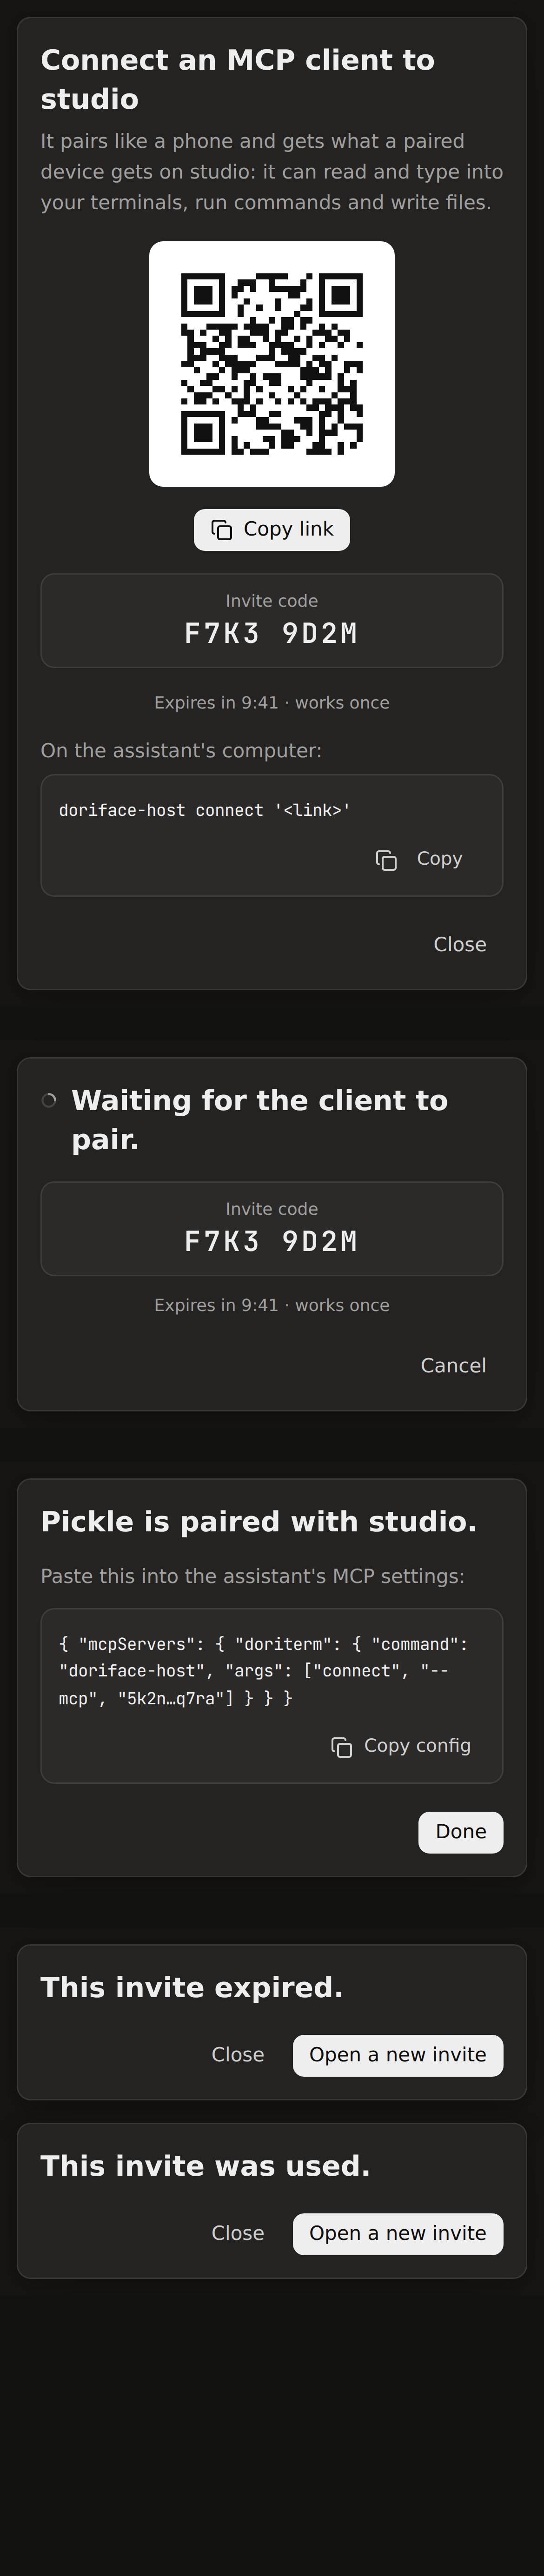 Connect an MCP client to
studio
It pairs like a phone and gets what a paired
device gets on studio: it can read and type into
your terminals, run commands and write files.
Copy link
Invite code
F7K3 9D2M
Expires in 9:41 · works once
On the assistant's computer:
doriface-host connect '<link>'
Copy
Close
Waiting for the client to
pair.
Invite code
F7K3 9D2M
Expires in 9:41 · works once
Cancel
Pickle is paired with studio.
Paste this into the assistant's MCP settings:
{ "mcpServers": { "doriterm": { "command":
"doriface-host", "args": ["connect", "--
mcp", "5k2n…q7ra"] } } }
Copy config
Done
This invite expired.
Close
Open a new invite
This invite was used.
Close
Open a new invite